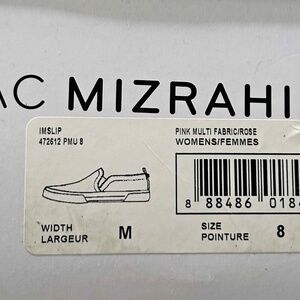 AC MIZRAHI
IMSLIP
472612 PMU 8
PINK MULTI FABRIC/ROSE
WOMENS/FEMMES
WIDTH
LARGEUR
M
8 88486 018
SIZE
POINTURE
8